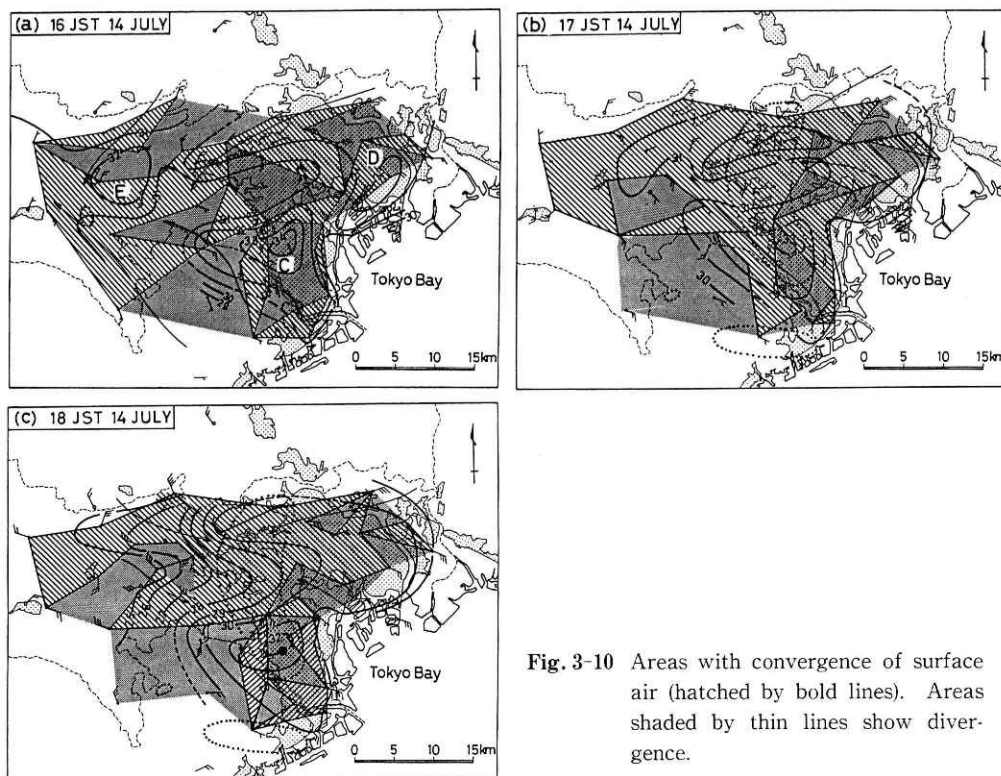 (a) 16 JST 14 JULY
E
D
C
Tokyo Bay
0 5 10 15km
(b) 17 JST 14 JULY
30
Tokyo Bay
0 5 10 15km
(c) 18 JST 14 JULY
Tokyo Bay
0 5 10 15km
Fig. 3-10 Areas with convergence of surface
air (hatched by bold lines). Areas
shaded by thin lines show diver-
gence.